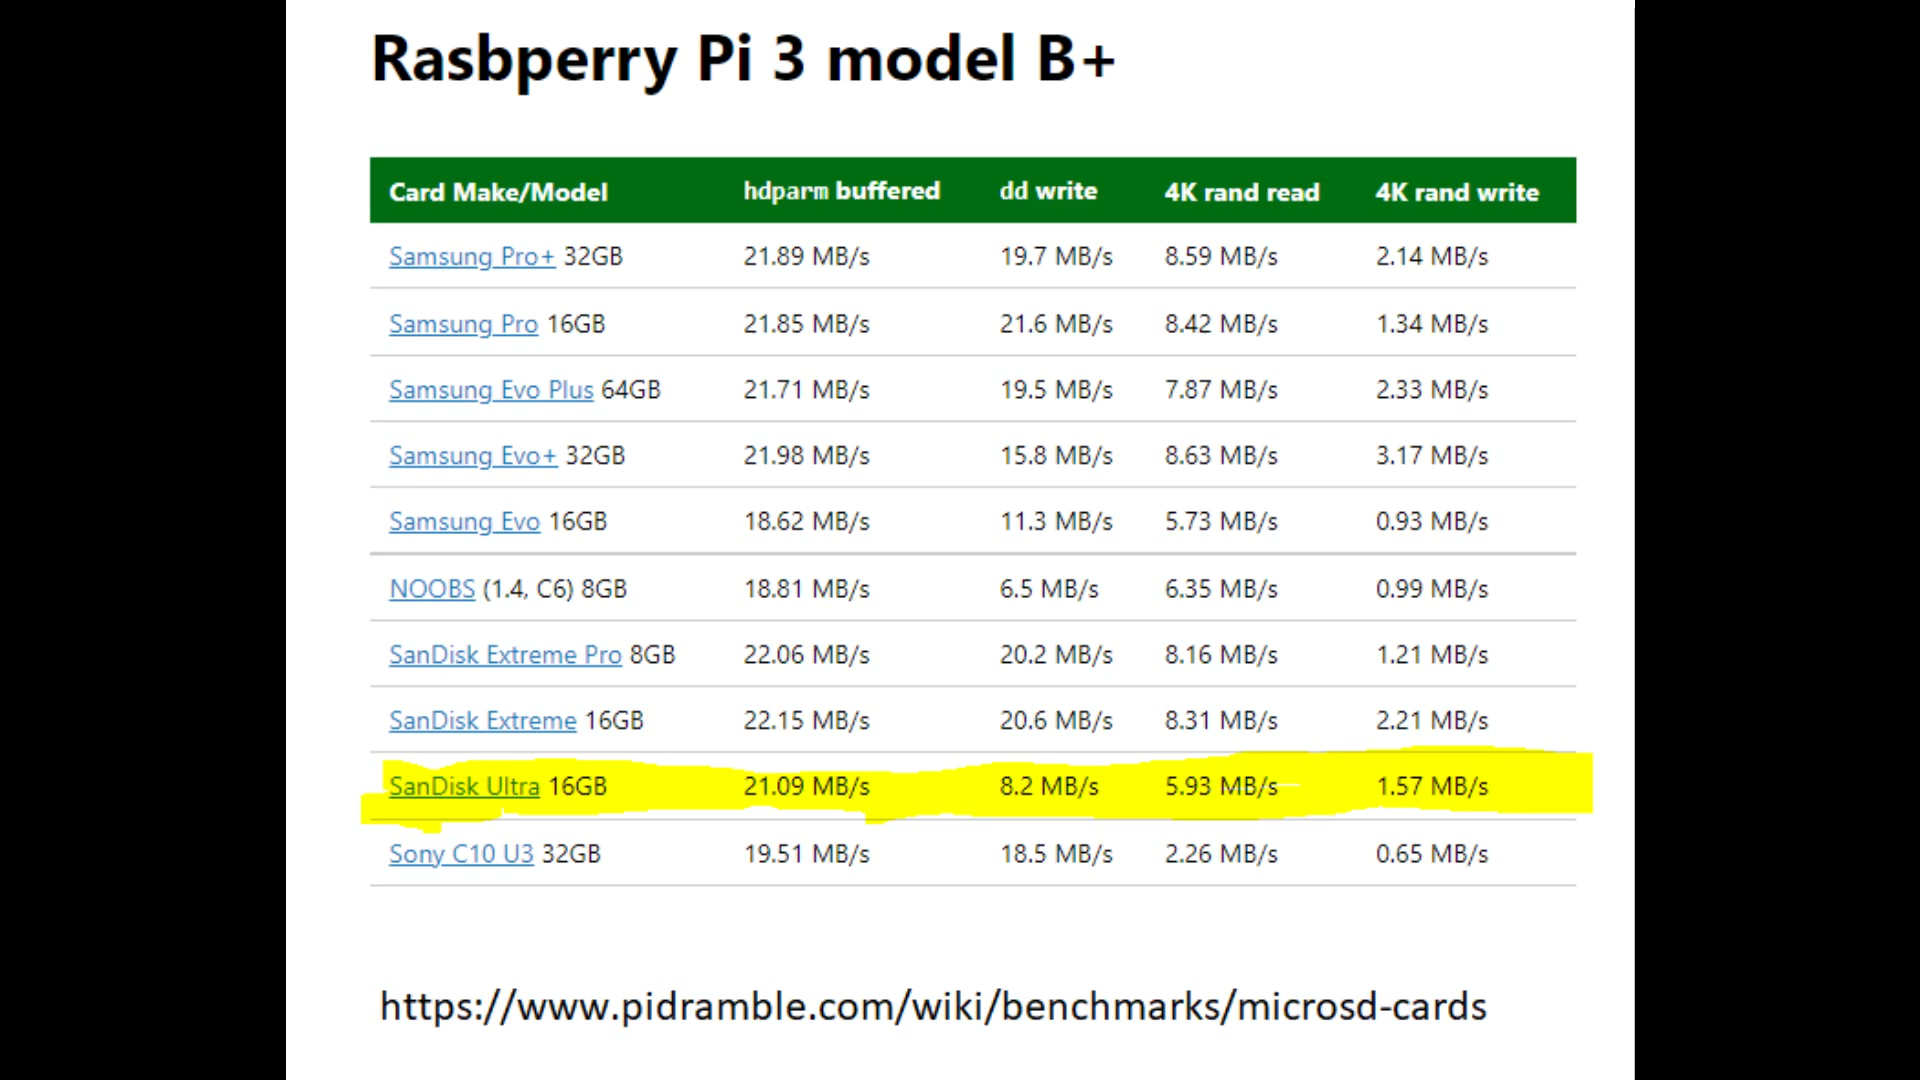 Rasbperry Pi 3 model B+
Card Make/Model hdparm buffered dd write 4K rand read 4K rand write
Samsung Pro+ 32GB 21.89 MB/s 19.7 MB/s 8.59 MB/s 2.14 MB/s
Samsung Pro 16GB 21.85 MB/s 21.6 MB/s 8.42 MB/s 1.34 MB/s
Samsung Evo Plus 64GB 21.71 MB/s 19.5 MB/s 7.87 MB/s 2.33 MB/s
Samsung Evo+ 32GB 21.98 MB/s 15.8 MB/s 8.63 MB/s 3.17 MB/s
Samsung Evo 16GB 18.62 MB/s 11.3 MB/s 5.73 MB/s 0.93 MB/s
NOOBS (1.4, C6) 8GB 18.81 MB/s 6.5 MB/s 6.35 MB/s 0.99 MB/s
SanDisk Extreme Pro 8GB 22.06 MB/s 20.2 MB/s 8.16 MB/s 1.21 MB/s
SanDisk Extreme 16GB 22.15 MB/s 20.6 MB/s 8.31 MB/s 2.21 MB/s
SanDisk Ultra 16GB 21.09 MB/s 8.2 MB/s 5.93 MB/s 1.57 MB/s
Sony C10 U3 32GB 19.51 MB/s 18.5 MB/s 2.26 MB/s 0.65 MB/s
https://www.pidramble.com/wiki/benchmarks/microsd-cards